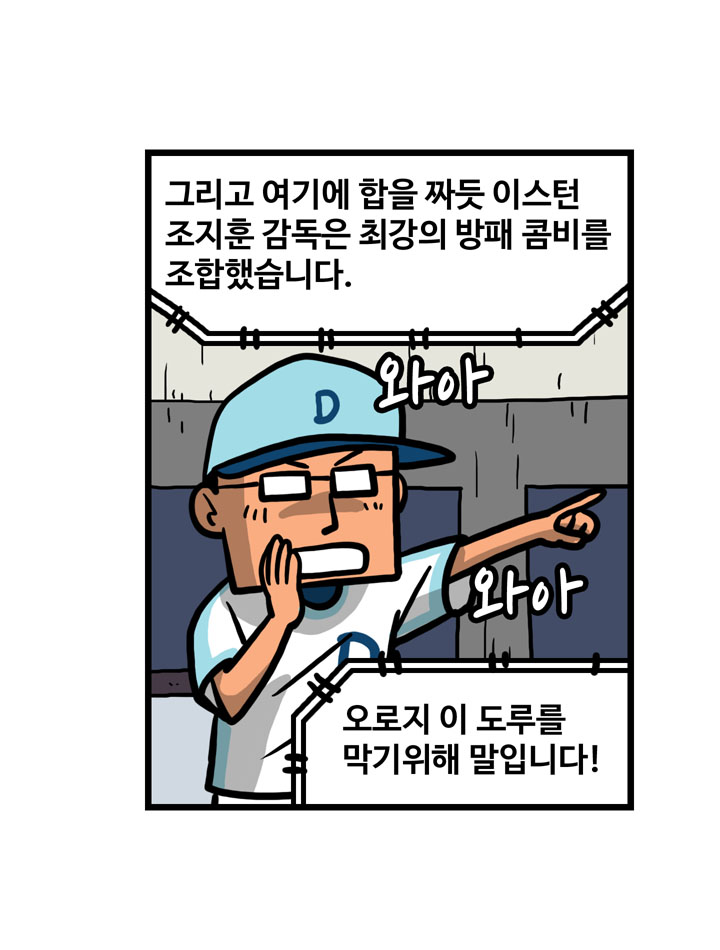 그리고 여기에 합을 짜듯 이스턴
조지훈 감독은 최강의 방패 콤비를
조합했습니다.
와아
D
와아
D
오로지 이 도루를
막기위해 말입니다!